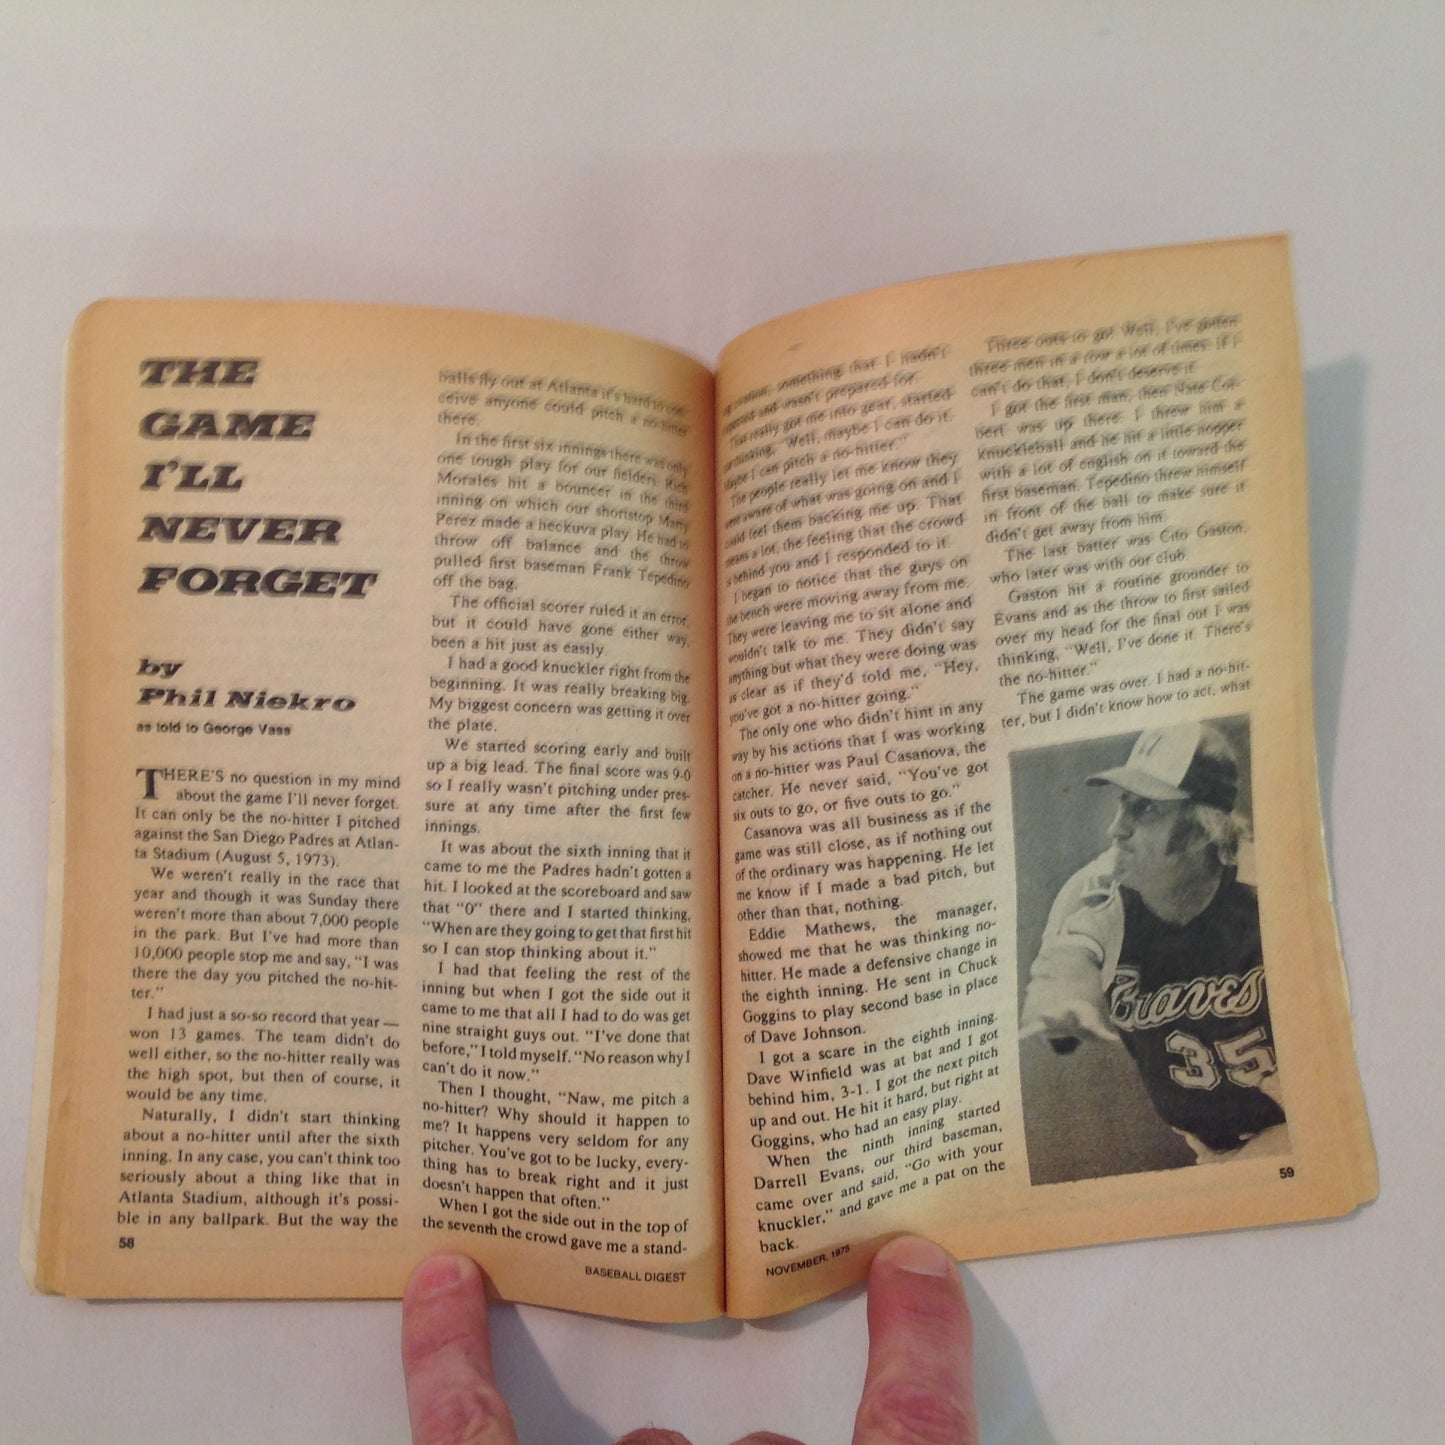 THE
GAME
I'LL
NEVER
FORGET
by
Phil Niekro
as told to George Vass
THERE'S no question in my mind
about the game I'll never forget.
It can only be the no-hitter I pitched
against the San Diego Padres at Atlan-
ta Stadium (August 5, 1973).
We weren't really in the race that
year and though it was Sunday there
weren't more than about 7,000 people
in the park. But I've had more than
10,000 people stop me and say, "I was
there the day you pitched the no-hit-
ter."
I had just a so-so record that year —
won 13 games. The team didn't do
well either, so the no-hitter really was
the high spot, but then of course, it
would be any time.
Naturally, I didn't start thinking
about a no-hitter until after the sixth
inning. In any case, you can't think too
seriously about a thing like that in
Atlanta Stadium, although it's possi-
ble in any ballpark. But the way the
58
balls fly out at Atlanta it's hard to con-
ceive anyone could pitch a no-hitter
there.
In the first six innings there was only
one tough play for our fielders. Rich
Morales hit a bouncer in the third
inning on which our shortstop Marty
Perez made a heckuva play. He had to
throw off balance and the throw
pulled first baseman Frank Tepedino
off the bag.
The official scorer ruled it an error,
but it could have gone either way,
been a hit just as easily.
I had a good knuckler right from the
beginning. It was really breaking big.
My biggest concern was getting it over
the plate.
We started scoring early and built
up a big lead. The final score was 9-0
so I really wasn't pitching under pres-
sure at any time after the first few
innings.
It was about the sixth inning that it
came to me the Padres hadn't gotten a
hit. I looked at the scoreboard and saw
that "0" there and I started thinking,
"When are they going to get that first hit
so I can stop thinking about it."
I had that feeling the rest of the
inning but when I got the side out it
came to me that all I had to do was get
nine straight guys out. "I've done that
before," I told myself. "No reason why I
can't do it now."
Then I thought, "Naw, me pitch a
no-hitter? Why should it happen to
me? It happens very seldom for any
pitcher. You've got to be lucky, every-
thing has to break right and it just
doesn't happen that often."
When I got the side out in the top of
the seventh the crowd gave me a stand-
BASEBALL DIGEST
ovation, something that I hadn't
expected and wasn't prepared for.
That really got me into gear, started
thinking, "Well, maybe I can do it.
Maybe I can pitch a no-hitter."
The people really let me know they
were aware of what was going on and I
could feel them backing me up. That
means a lot, the feeling that the crowd
is behind you and I responded to it.
I began to notice that the guys on
the bench were moving away from me.
They were leaving me to sit alone and
wouldn't talk to me. They didn't say
anything but what they were doing was
as clear as if they'd told me, "Hey,
you've got a no-hitter going."
The only one who didn't hint in any
way by his actions that I was working
on a no-hitter was Paul Casanova, the
catcher. He never said, "You've got
six outs to go, or five outs to go."
Casanova was all business as if the
game was still close, as if nothing out
of the ordinary was happening. He let
me know if I made a bad pitch, but
other than that, nothing.
Eddie Mathews, the manager,
showed me that he was thinking no-
hitter. He made a defensive change in
the eighth inning. He sent in Chuck
Goggins to play second base in place
of Dave Johnson.
I got a scare in the eighth inning.
Dave Winfield was at bat and I got
behind him, 3-1. I got the next pitch
up and out. He hit it hard, but right at
Goggins, who had an easy play.
When the ninth inning started
Darrell Evans, our third baseman,
came over and said, "Go with your
knuckler," and gave me a pat on the
back.
NOVEMBER, 1975
Three outs to go. Well, I've gotten
three men in a row a lot of times. If I
can't do that, I don't deserve it.
I got the first man, then Nate Col-
bert was up there. I threw him a
knuckleball and he hit a little hopper
with a lot of english on it toward the
first baseman. Tepedino threw himself
in front of the ball to make sure it
didn't get away from him.
The last batter was Cito Gaston,
who later was with our club.
Gaston hit a routine grounder to
Evans and as the throw to first sailed
over my head for the final out I was
thinking, "Well, I've done it. There's
the no-hitter."
The game was over. I had a no-hit-
ter, but I didn't know how to act, what
Braves
35
59